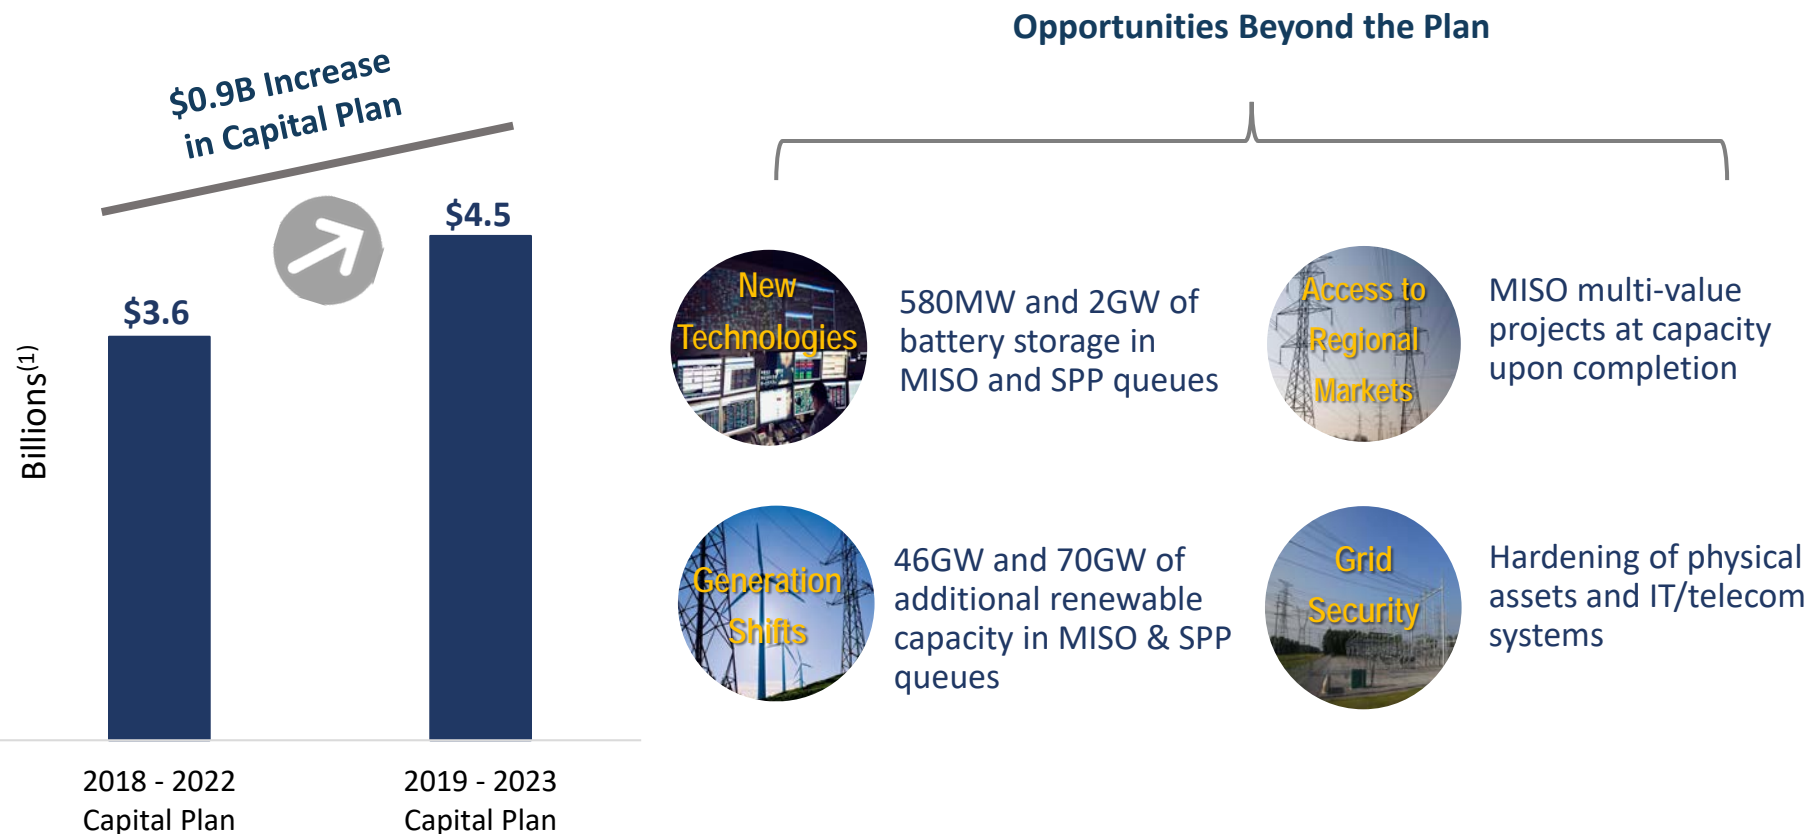 Opportunities Beyond the Plan
$0.9B Increase
in Capital Plan
$4.5
$3.6
Billions(1)
2018 - 2022
Capital Plan
2019 - 2023
Capital Plan
New
Technologies
580MW and 2GW of
battery storage in
MISO and SPP queues
Access to
Regional
Markets
MISO multi-value
projects at capacity
upon completion
Generation
Shifts
46GW and 70GW of
additional renewable
capacity in MISO & SPP
queues
Grid
Security
Hardening of physical
assets and IT/telecom
systems